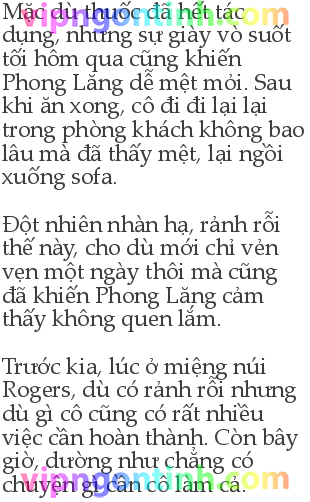 Mặc dù thuốc đã hết tác
dụng, nhưng sự giày vò suốt
tối hôm qua cũng khiến
Phong Lăng dễ mệt mỏi. Sau
khi ăn xong, cô đi đi lại lại
trong phòng khách không bao
lâu mà đã thấy mệt, lại ngồi
xuống sofa.
Đột nhiên nhàn hạ, rảnh rỗi
thế này, cho dù mới chỉ vẻn
vẹn một ngày thôi mà cũng
đã khiến Phong Lăng cảm
thấy không quen lắm.
Trước kia, lúc ở miệng núi
Rogers, dù có rảnh rỗi nhưng
dù gì cô cũng có rất nhiều
việc cần hoàn thành. Còn bây
giờ, dường như chẳng có
chuyện gì cần cô làm cả.
vipngontinh.com
vipngontinh.com